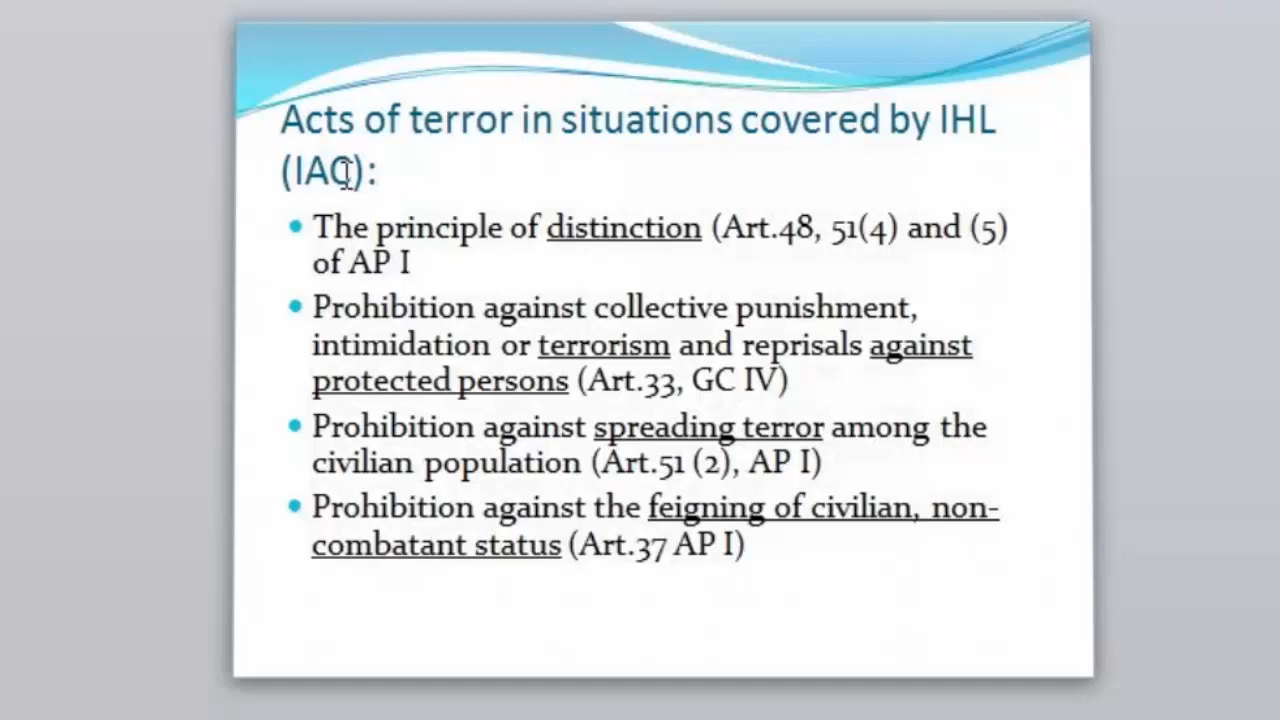 Acts of terror in situations covered by IHL
(IAC):
The principle of distinction (Art.48, 51(4) and (5)
of AP I
Prohibition against collective punishment,
intimidation or terrorism and reprisals against
protected persons (Art.33, GC IV)
Prohibition against spreading terror among the
civilian population (Art.51 (2), AP I)
Prohibition against the feigning of civilian, non-
combatant status (Art.37 AP I)